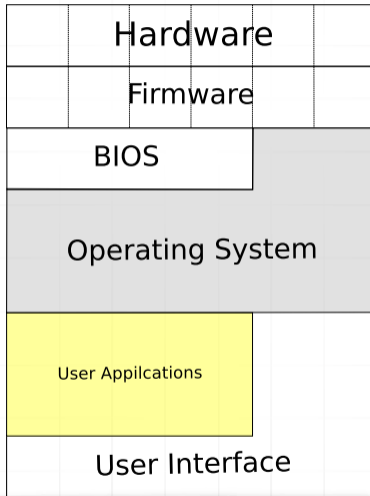 Hardware
Firmware
BIOS
Operating System
User Appilcations
User Interface